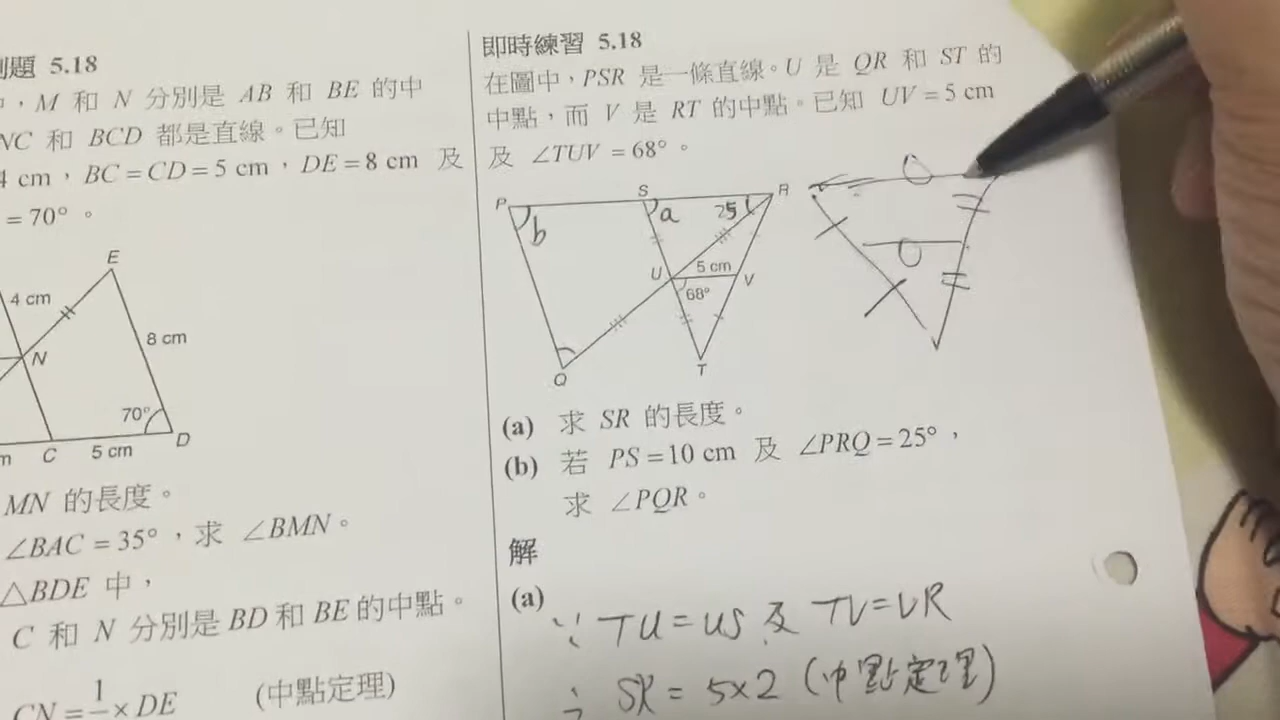 題 5.18
,M 和 N 分別是 AB 和 BE 的中
NC 和 BCD 都是直線。已知
4 cm,BC=CD=5 cm,DE=8 cm 及
=70°。
E
4 cm
8 cm
N
70°
C
5 cm
D
MN 的長度。
∠BAC=35°,求 ∠BMN。
△BDE 中,
C 和 N 分別是 BD 和 BE 的中點。
CN=1/×DE (中點定理)
即時練習 5.18
在圖中,PSR 是一條直線。U 是 QR 和 ST 的
中點,而 V 是 RT 的中點。已知 UV=5 cm
及 ∠TUV=68°。
P S R
b a 25
U 5 cm V
68°
Q T
(a) 求 SR 的長度。
(b) 若 PS=10 cm 及 ∠PRQ=25°,
求 ∠PQR。
解
(a)
∵ TU=US 及 TV=VR
∴ SR=5×2 (中點定理)